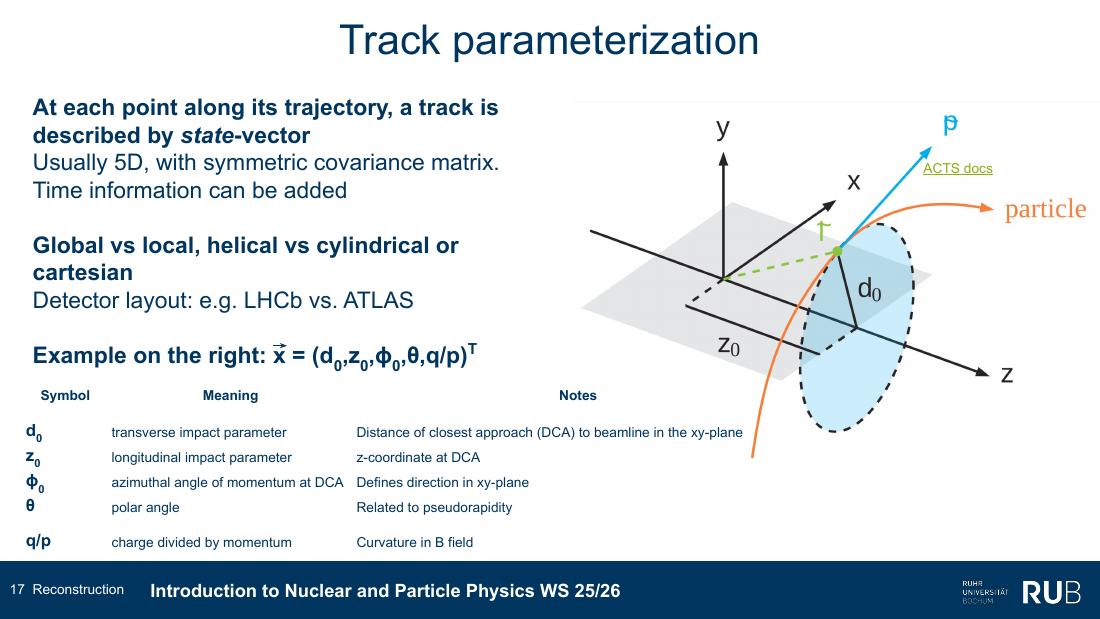 Track parameterization
At each point along its trajectory, a track is
described by state-vector
Usually 5D, with symmetric covariance matrix.
Time information can be added
Global vs local, helical vs cylindrical or
cartesian
Detector layout: e.g. LHCb vs. ATLAS
Example on the right: x⃗ = (d₀,z₀,ϕ₀,θ,q/p)ᵀ
y
x
p⃗
ACTS docs
particle
r⃗
d₀
z₀
z
Symbol Meaning Notes
d₀ transverse impact parameter Distance of closest approach (DCA) to beamline in the xy-plane
z₀ longitudinal impact parameter z-coordinate at DCA
ϕ₀ azimuthal angle of momentum at DCA Defines direction in xy-plane
θ polar angle Related to pseudorapidity
q/p charge divided by momentum Curvature in B field
17 Reconstruction Introduction to Nuclear and Particle Physics WS 25/26
RUHR
UNIVERSITÄT
BOCHUM
RUB